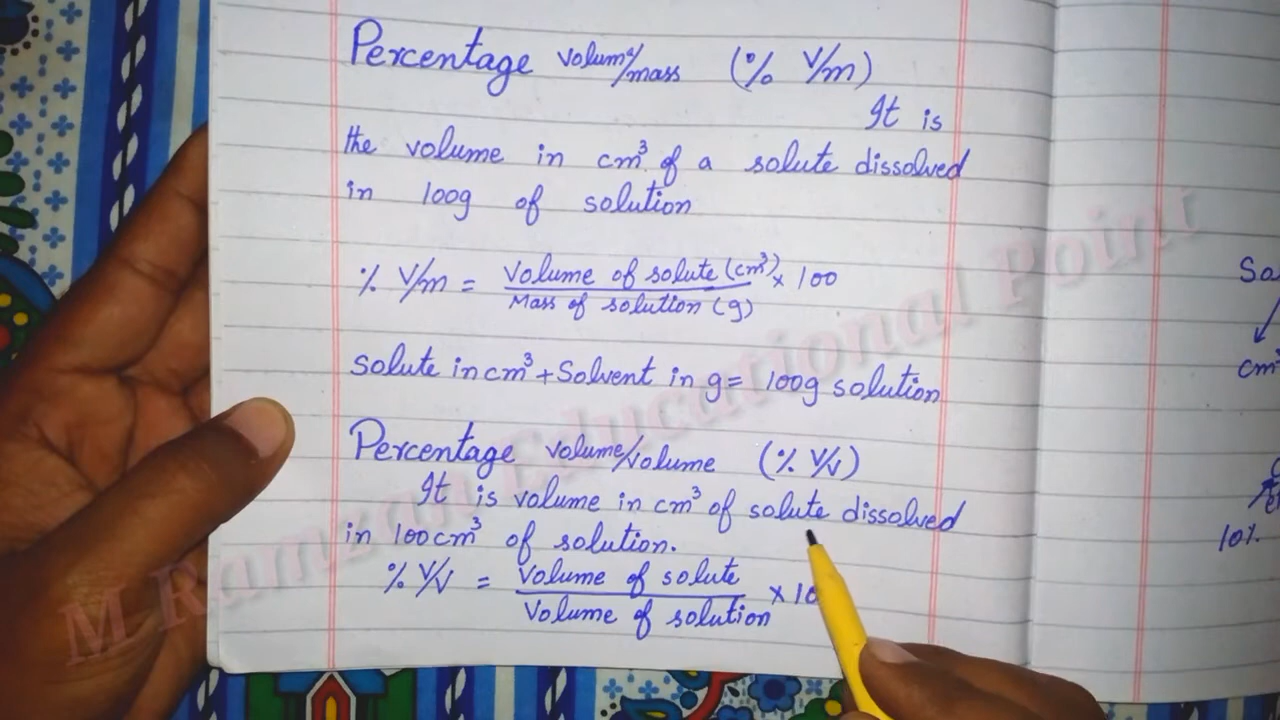 Percentage volume/mass (% V/m)
It is
the volume in cm³ of a solute dissolved
in 100g of solution
% V/m = volume of solute (cm³) × 100
Mass of solution (g)
Solute in cm³ + Solvent in g = 100g solution
Percentage volume/volume (% V/V)
It is volume in cm³ of solute dissolved
in 100cm³ of solution.
% V/V = Volume of solute × 10
Volume of solution
cm³
10%
M Ramzan Educational Point